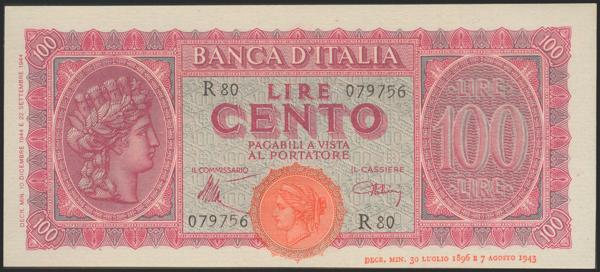 100
100
BANCA D'ITALIA
R 80
LIRE
079756
CENTO
PAGABILI A VISTA
AL PORTATORE
IL COMMISSARIO
IL CASSIERE
079756
R 80
LIRE
100
LIRE
100
100
DECR. MIN. 10 DICEMBRE 1944 E 22 SETTEMBRE 1944
DECR. MIN. 30 LUGLIO 1896 E 7 AGOSTO 1943